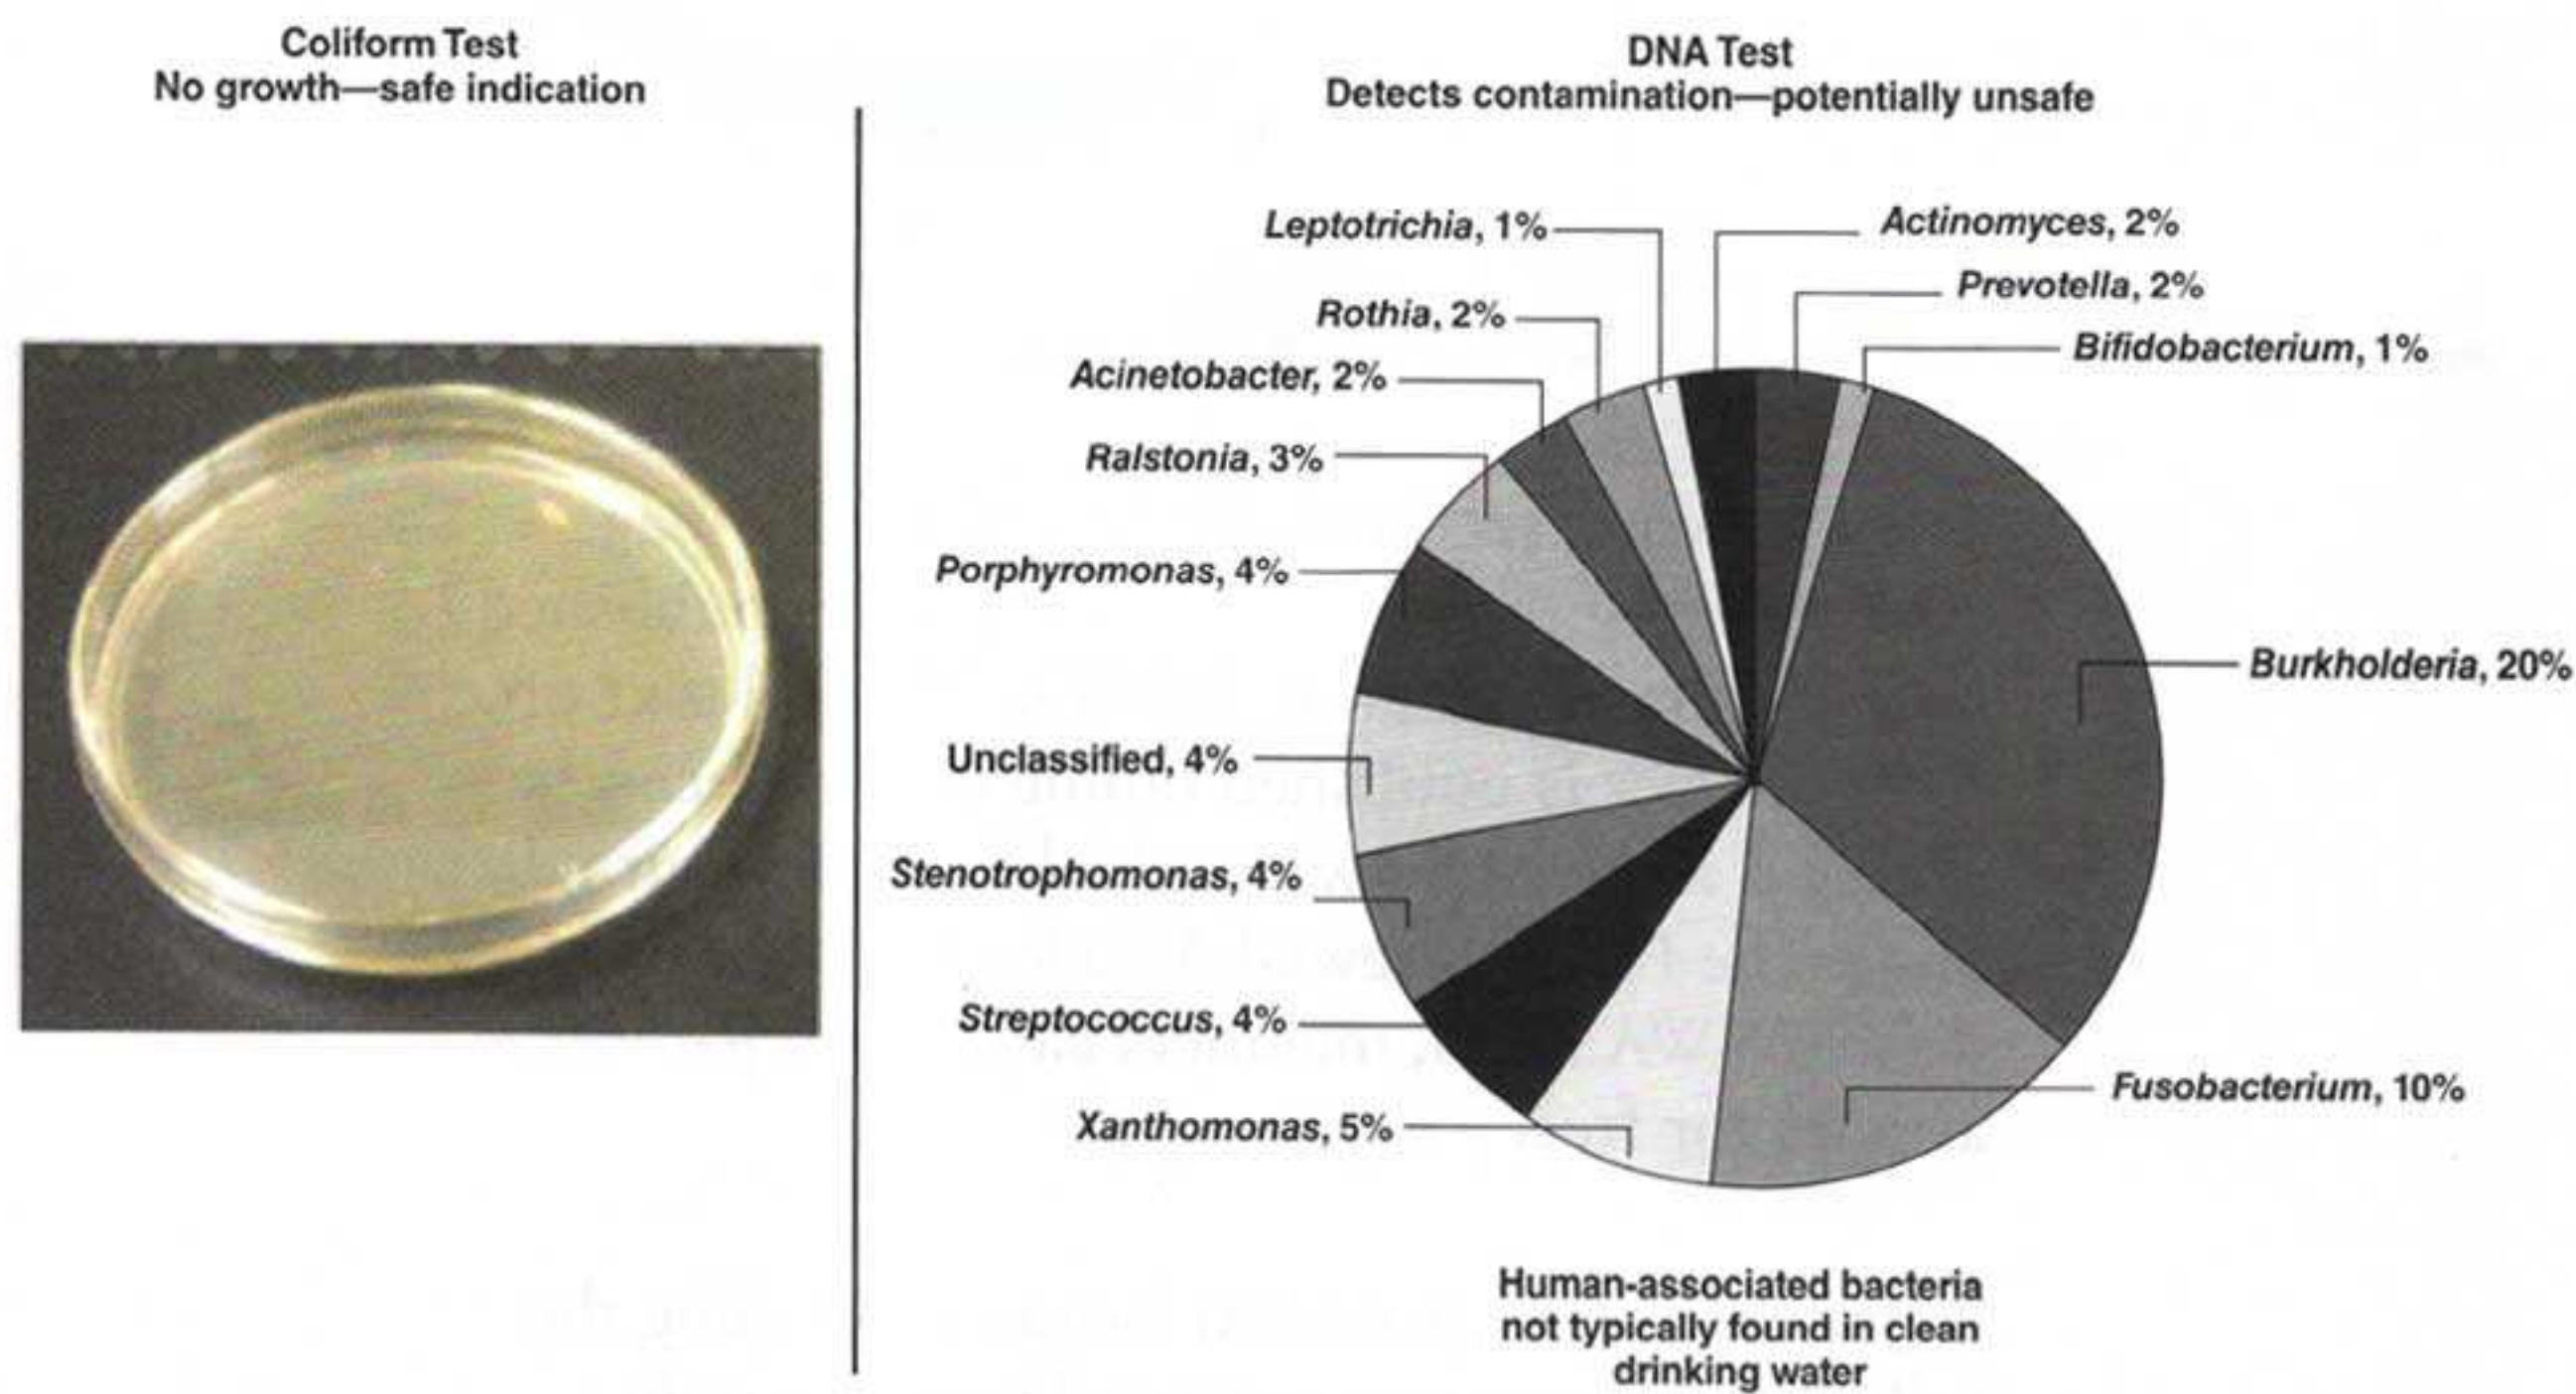 Coliform Test
No growth—safe indication
DNA Test
Detects contamination—potentially unsafe
Leptotrichia, 1%
Actinomyces, 2%
Rothia, 2%
Prevotella, 2%
Acinetobacter, 2%
Bifidobacterium, 1%
Ralstonia, 3%
Porphyromonas, 4%
Burkholderia, 20%
Unclassified, 4%
Stenotrophomonas, 4%
Streptococcus, 4%
Fusobacterium, 10%
Xanthomonas, 5%
Human-associated bacteria
not typically found in clean
drinking water